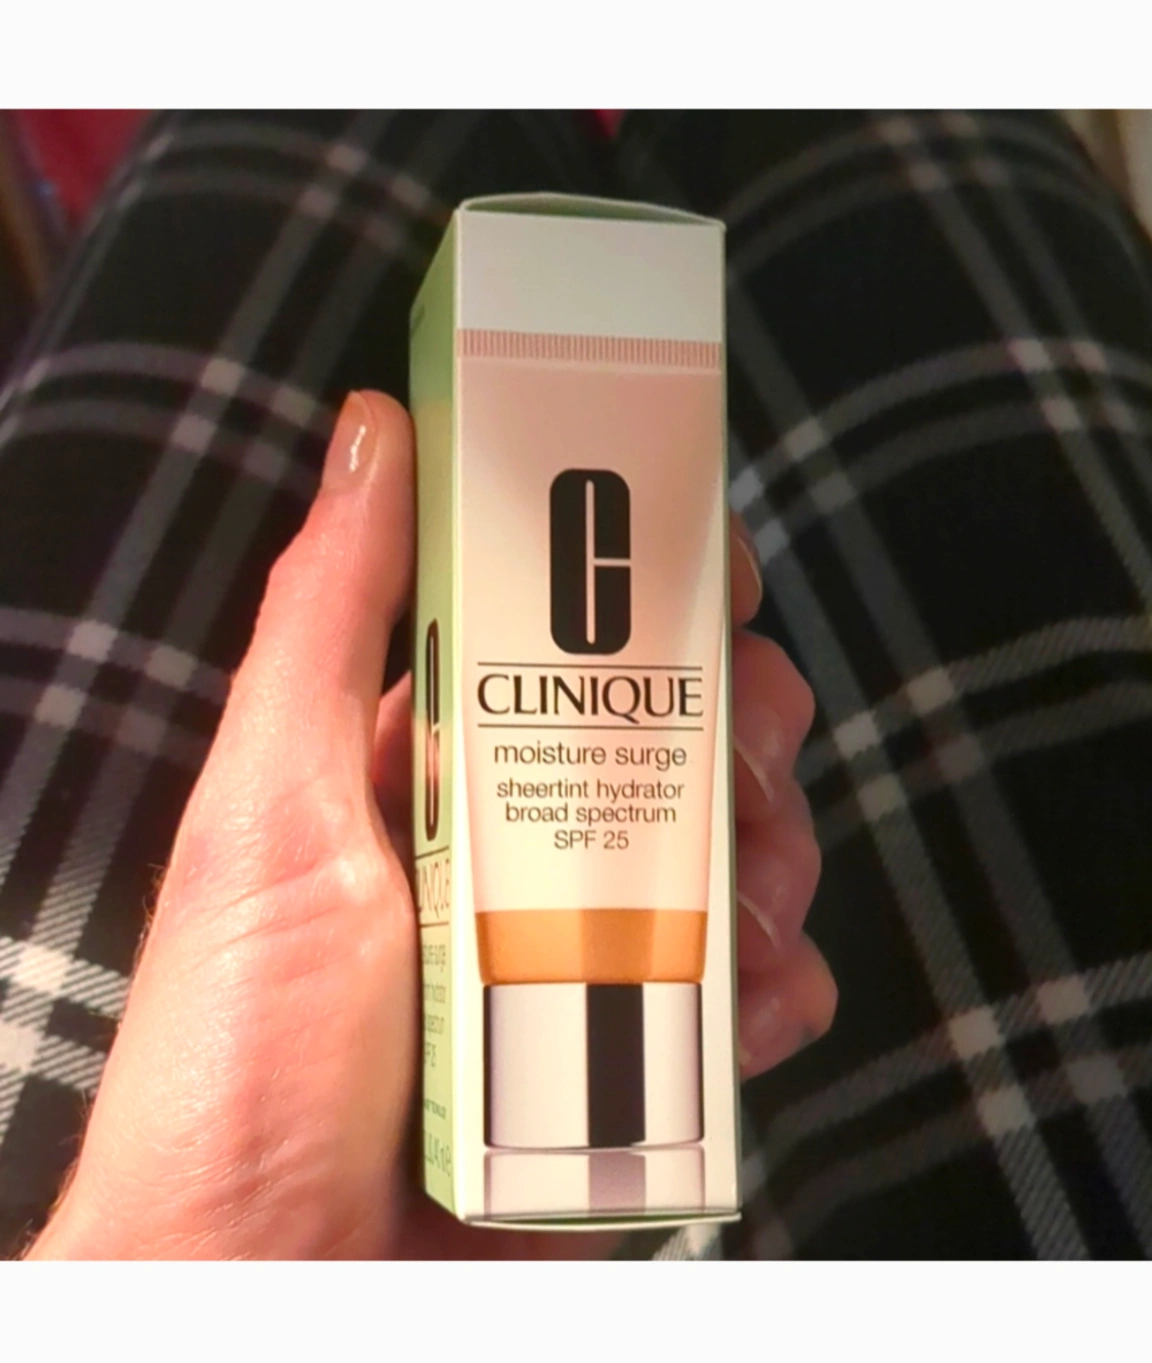 C
CLINIQUE
moisture surge
sheertint hydrator
broad spectrum
SPF 25